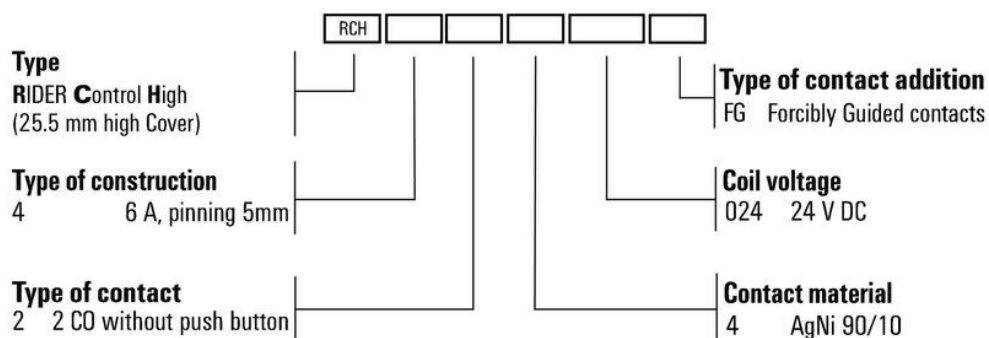 RCH
Type
RIDER Control High
(25.5 mm high Cover)
Type of construction
4 6 A, pinning 5mm
Type of contact
2 2 CO without push button
Type of contact addition
FG Forcibly Guided contacts
Coil voltage
024 24 V DC
Contact material
4 AgNi 90/10